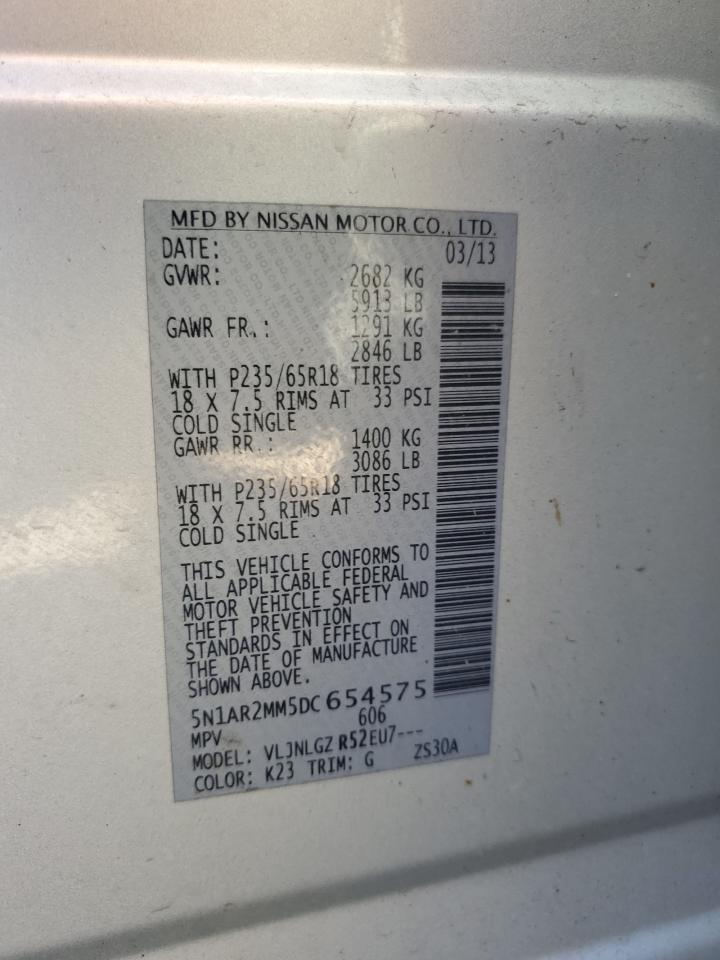 MFD BY NISSAN MOTOR CO., LTD.
DATE: 03/13
GVWR: 2682 KG
5913 LB
GAWR FR.: 1291 KG
2846 LB
WITH P235/65R18 TIRES
18 X 7.5 RIMS AT 33 PSI
COLD SINGLE
GAWR RR.: 1400 KG
3086 LB
WITH P235/65R18 TIRES
18 X 7.5 RIMS AT 33 PSI
COLD SINGLE
THIS VEHICLE CONFORMS TO
ALL APPLICABLE FEDERAL
MOTOR VEHICLE SAFETY AND
THEFT PREVENTION
STANDARDS IN EFFECT ON
THE DATE OF MANUFACTURE
SHOWN ABOVE.
5N1AR2MM5DC 654575
MPV 606
MODEL: VLJNLGZ R52EU7---
COLOR: K23 TRIM: G ZS30A